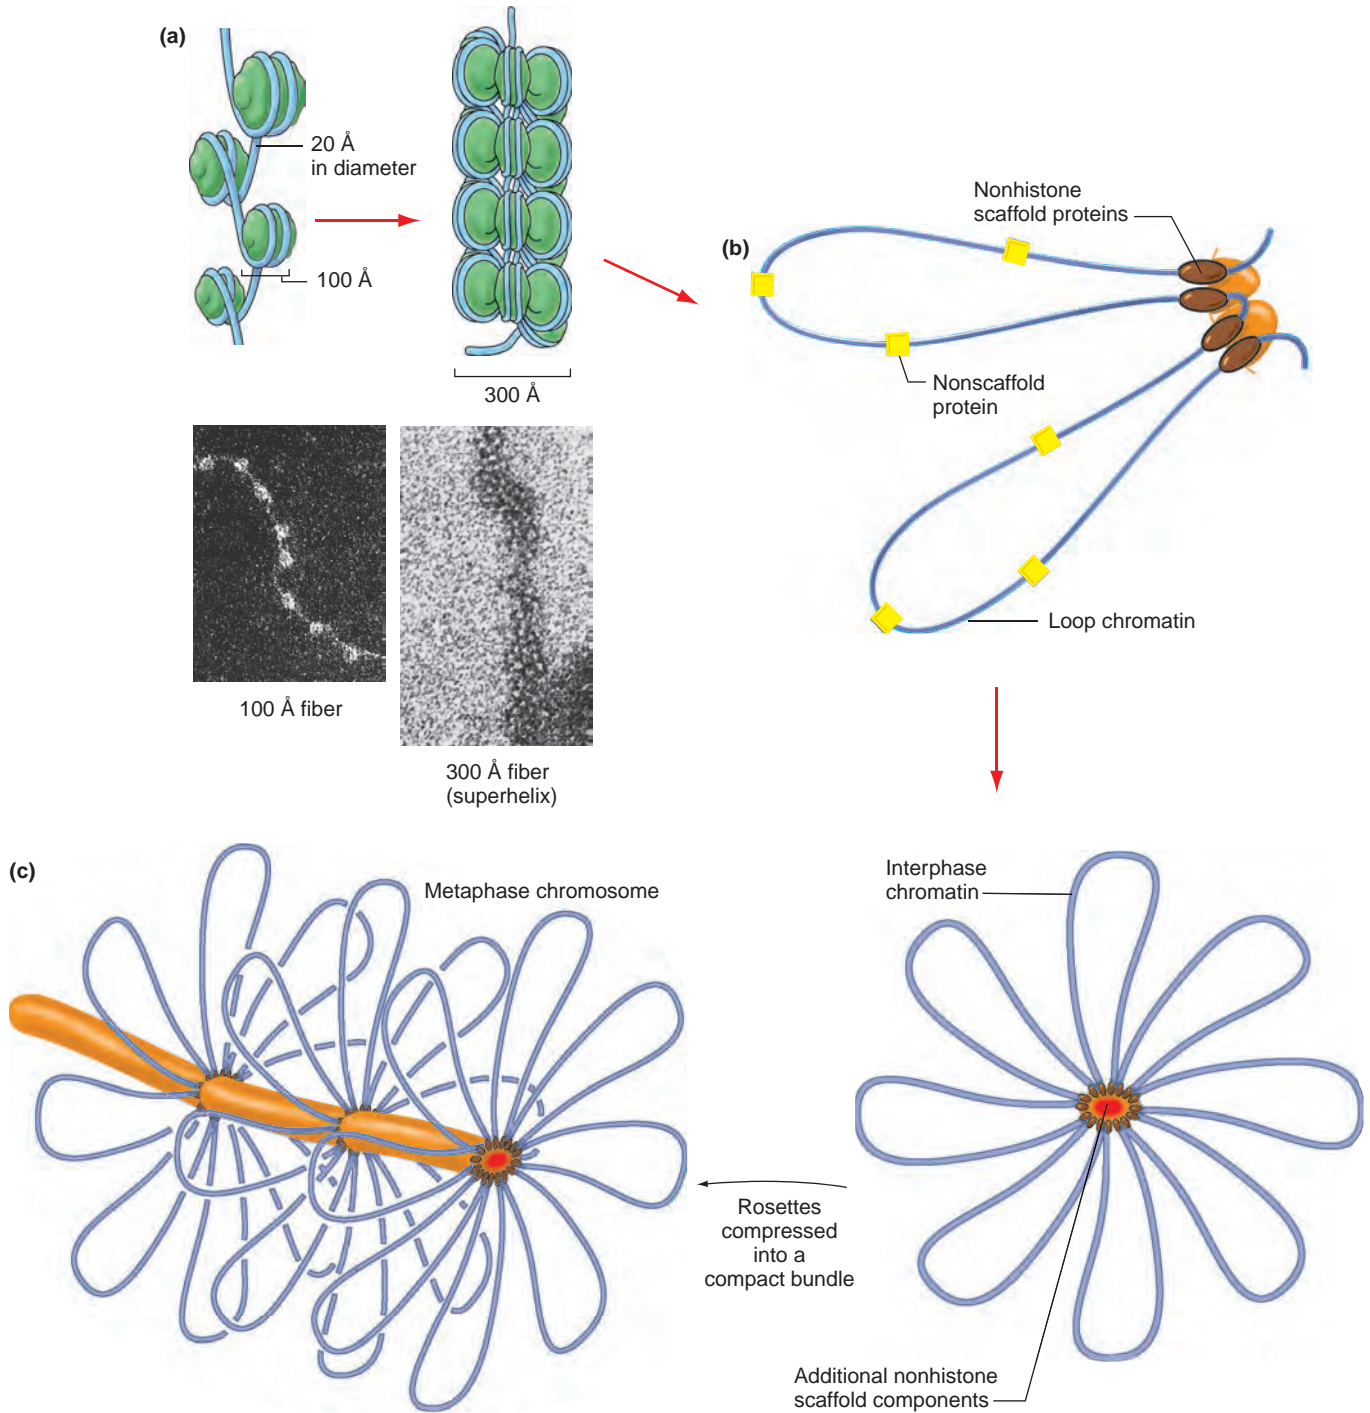 (a)
20 Å
in diameter
100 Å
300 Å
100 Å fiber
300 Å fiber
(superhelix)
(b)
Nonhistone
scaffold proteins
Nonscaffold
protein
Loop chromatin
(c)
Metaphase chromosome
Interphase
chromatin
Rosettes
compressed
into a
compact bundle
Additional nonhistone
scaffold components